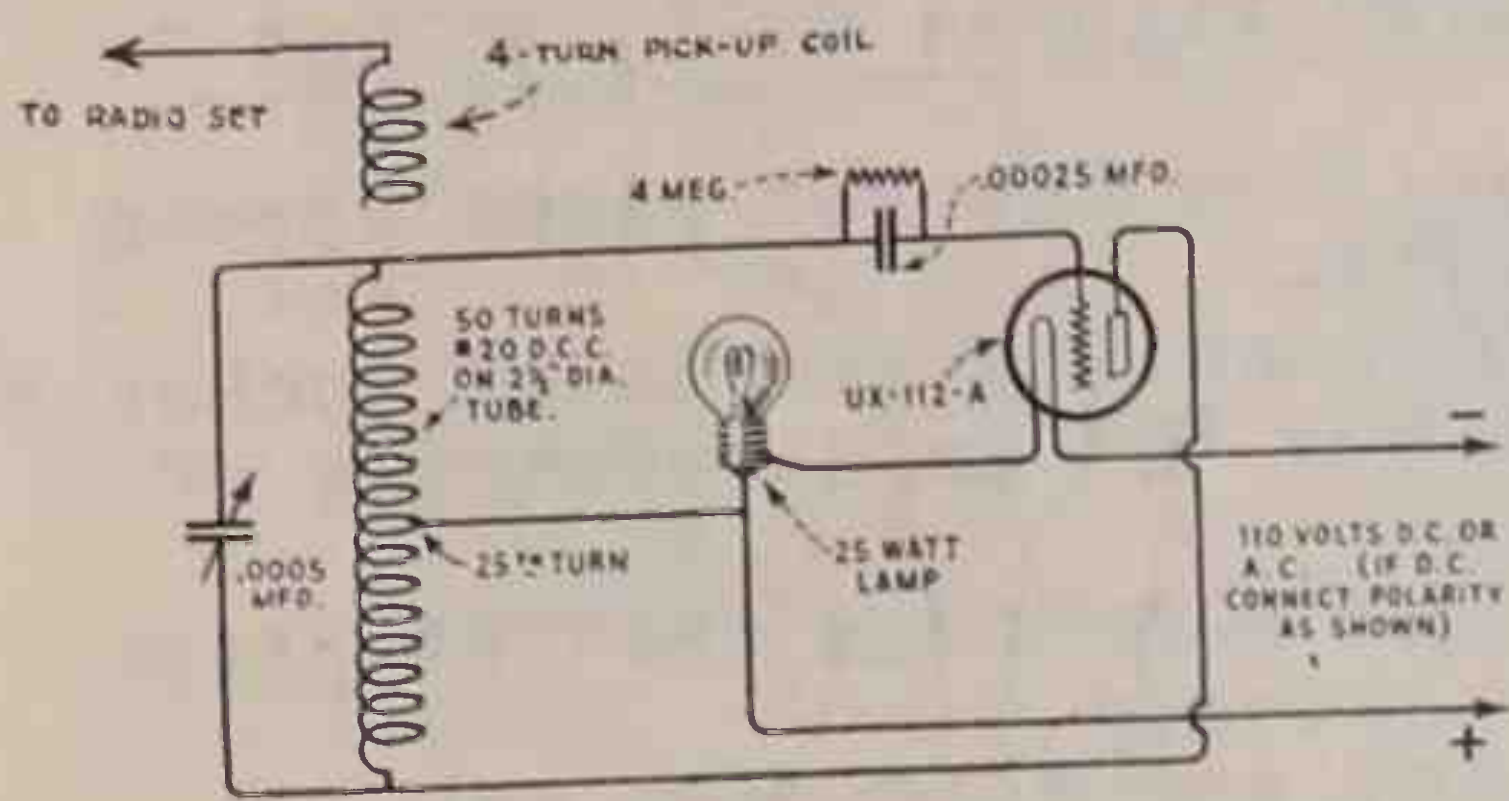 4-TURN PICK-UP COIL
TO RADIO SET
4 MEG.
.00025 MFD.
50 TURNS
#20 D.C.C.
ON 2½" DIA.
TUBE.
UX-112-A
25TH TURN
25 WATT
LAMP
.0005
MFD.
−
110 VOLTS D.C. OR
A.C. (IF D.C.
CONNECT POLARITY
AS SHOWN)
+